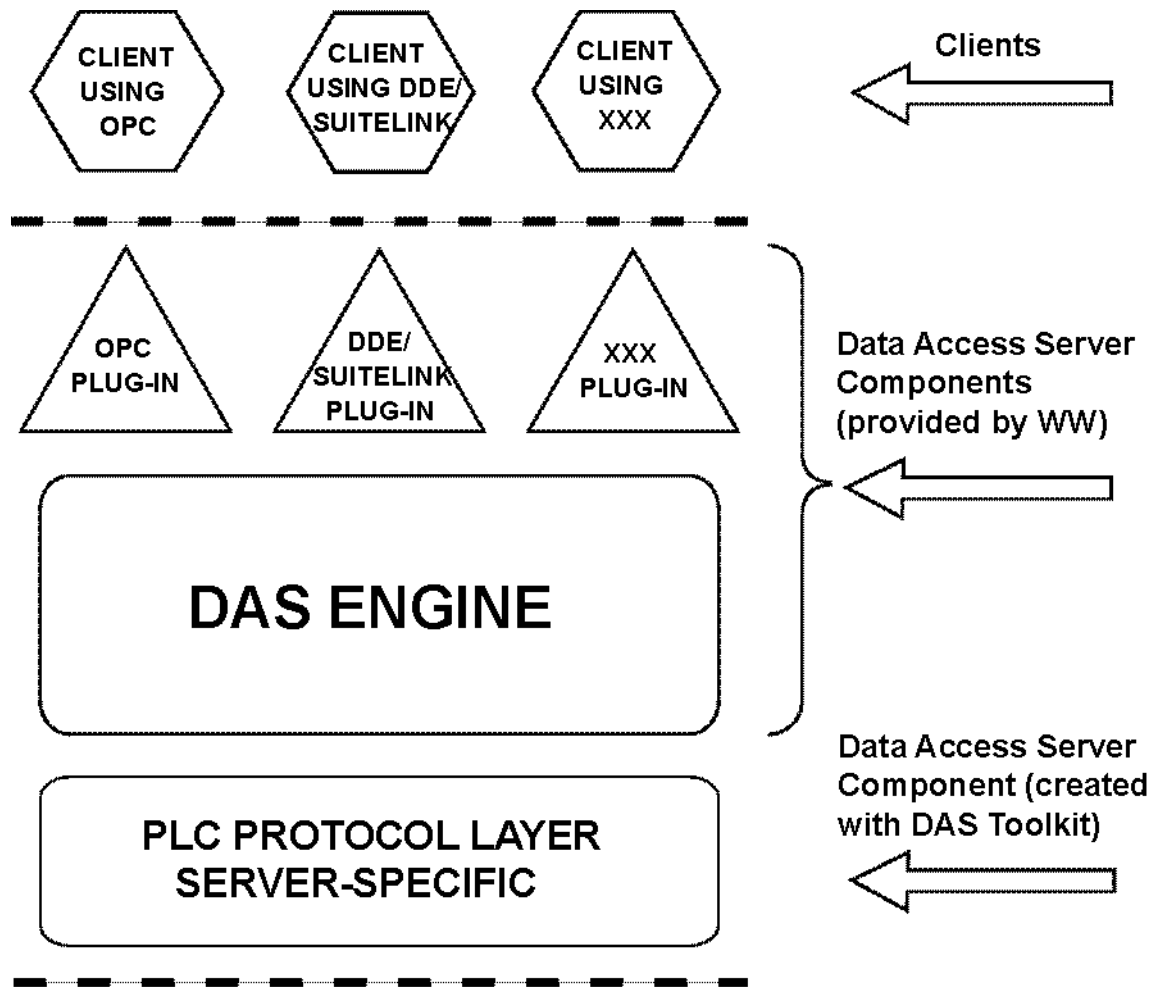 CLIENT
USING
OPC
CLIENT
USING DDE/
SUITELINK
CLIENT
USING
XXX
Clients
OPC
PLUG-IN
DDE/
SUITELINK
PLUG-IN
XXX
PLUG-IN
Data Access Server
Components
(provided by WW)
DAS ENGINE
Data Access Server
Component (created
with DAS Toolkit)
PLC PROTOCOL LAYER
SERVER-SPECIFIC